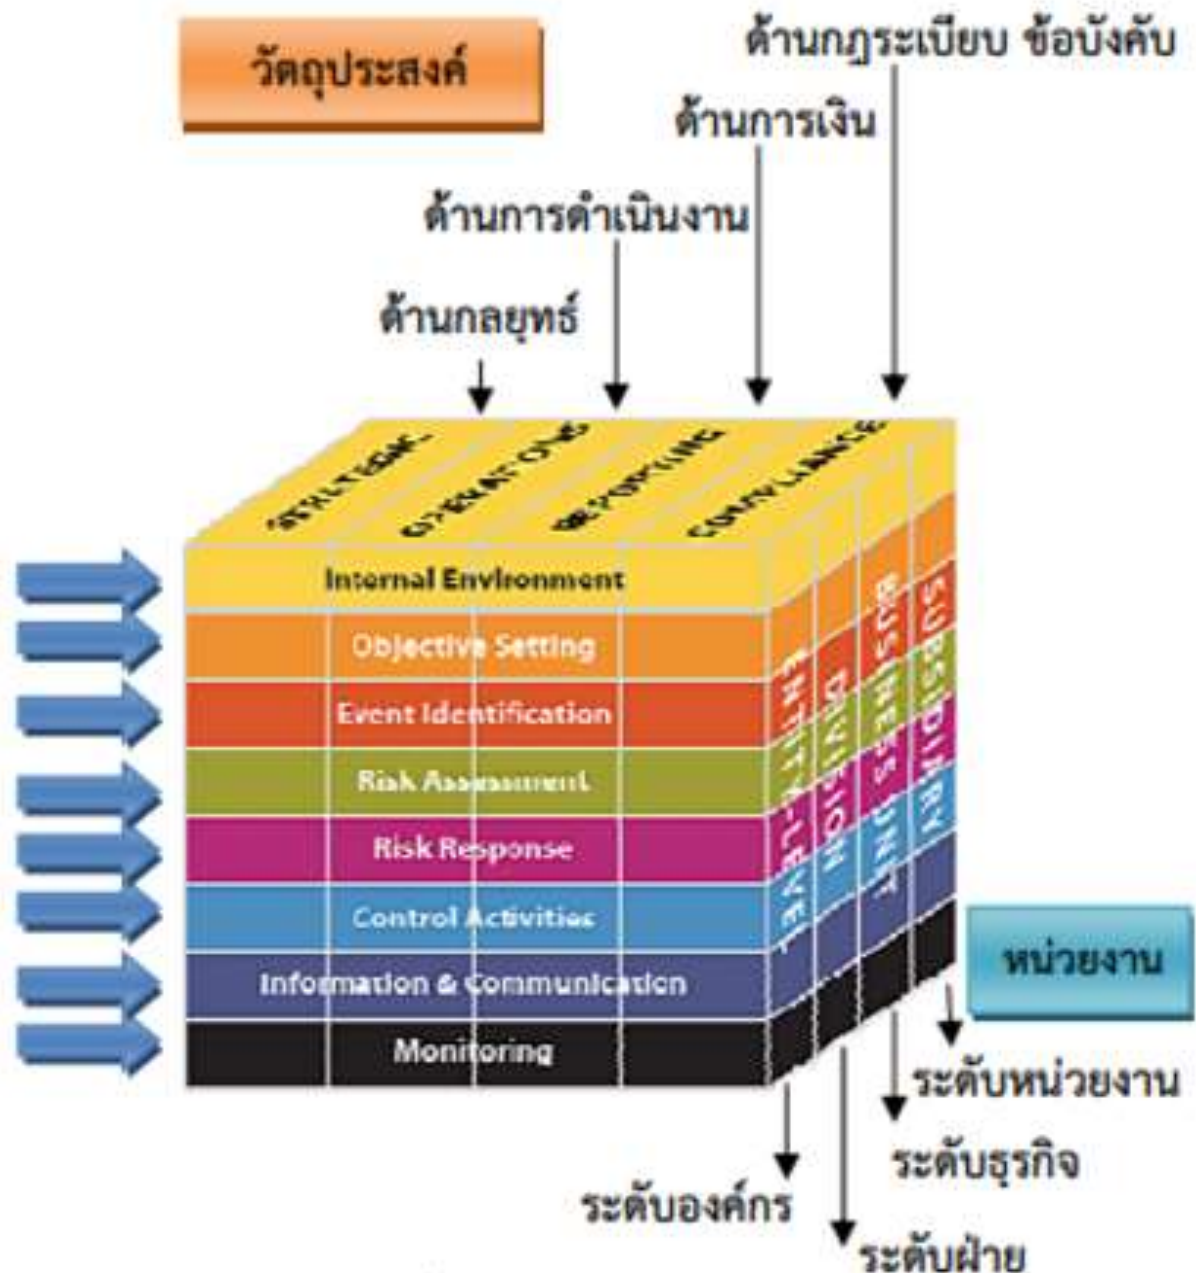 วัตถุประสงค์
ด้านกฎระเบียบ ข้อบังคับ
ด้านการเงิน
ด้านการดำเนินงาน
ด้านกลยุทธ์
STRATEGIC
OPERATIONS
REPORTING
COMPLIANCE
Internal Environment
Objective Setting
Event Identification
Risk Assessment
Risk Response
Control Activities
Information & Communication
Monitoring
ENTITY-LEVEL
DIVISION
BUSINESS UNIT
SUBSIDIARY
หน่วยงาน
ระดับหน่วยงาน
ระดับธุรกิจ
ระดับองค์กร
ระดับฝ่าย